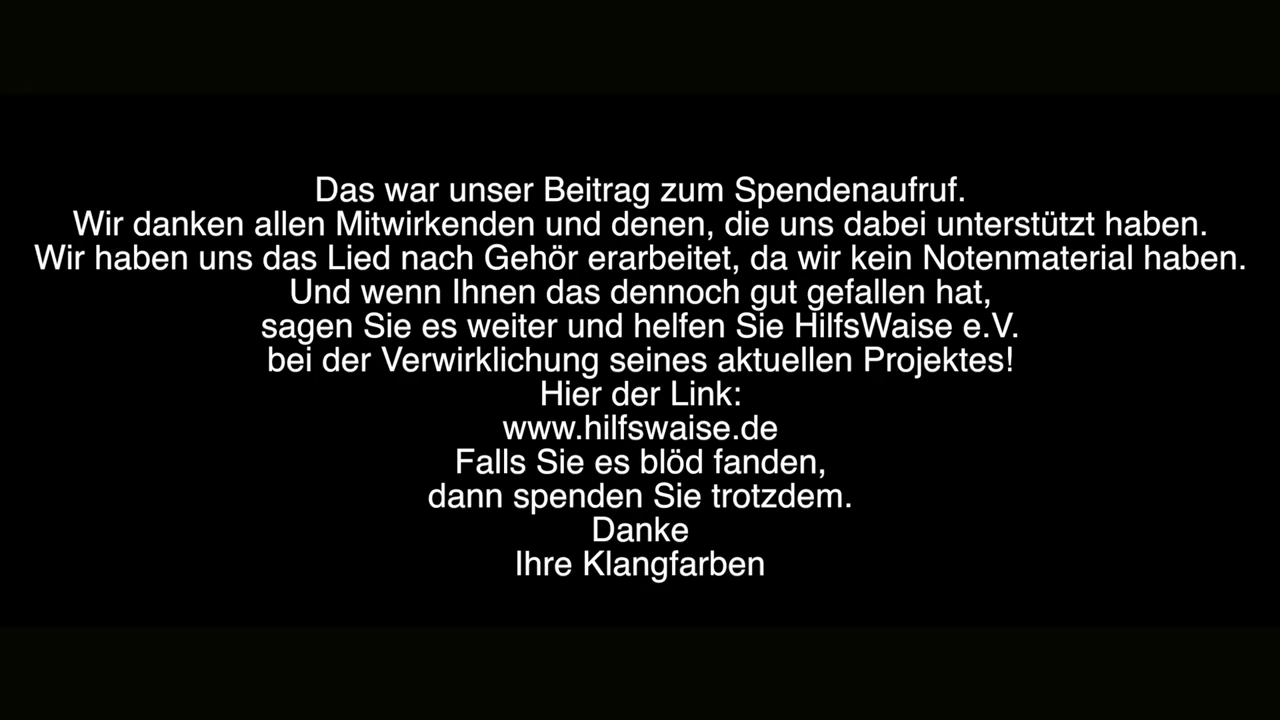 Das war unser Beitrag zum Spendenaufruf.
Wir danken allen Mitwirkenden und denen, die uns dabei unterstützt haben.
Wir haben uns das Lied nach Gehör erarbeitet, da wir kein Notenmaterial haben.
Und wenn Ihnen das dennoch gut gefallen hat,
sagen Sie es weiter und helfen Sie HilfsWaise e.V.
bei der Verwirklichung seines aktuellen Projektes!
Hier der Link:
www.hilfswaise.de
Falls Sie es blöd fanden,
dann spenden Sie trotzdem.
Danke
Ihre Klangfarben